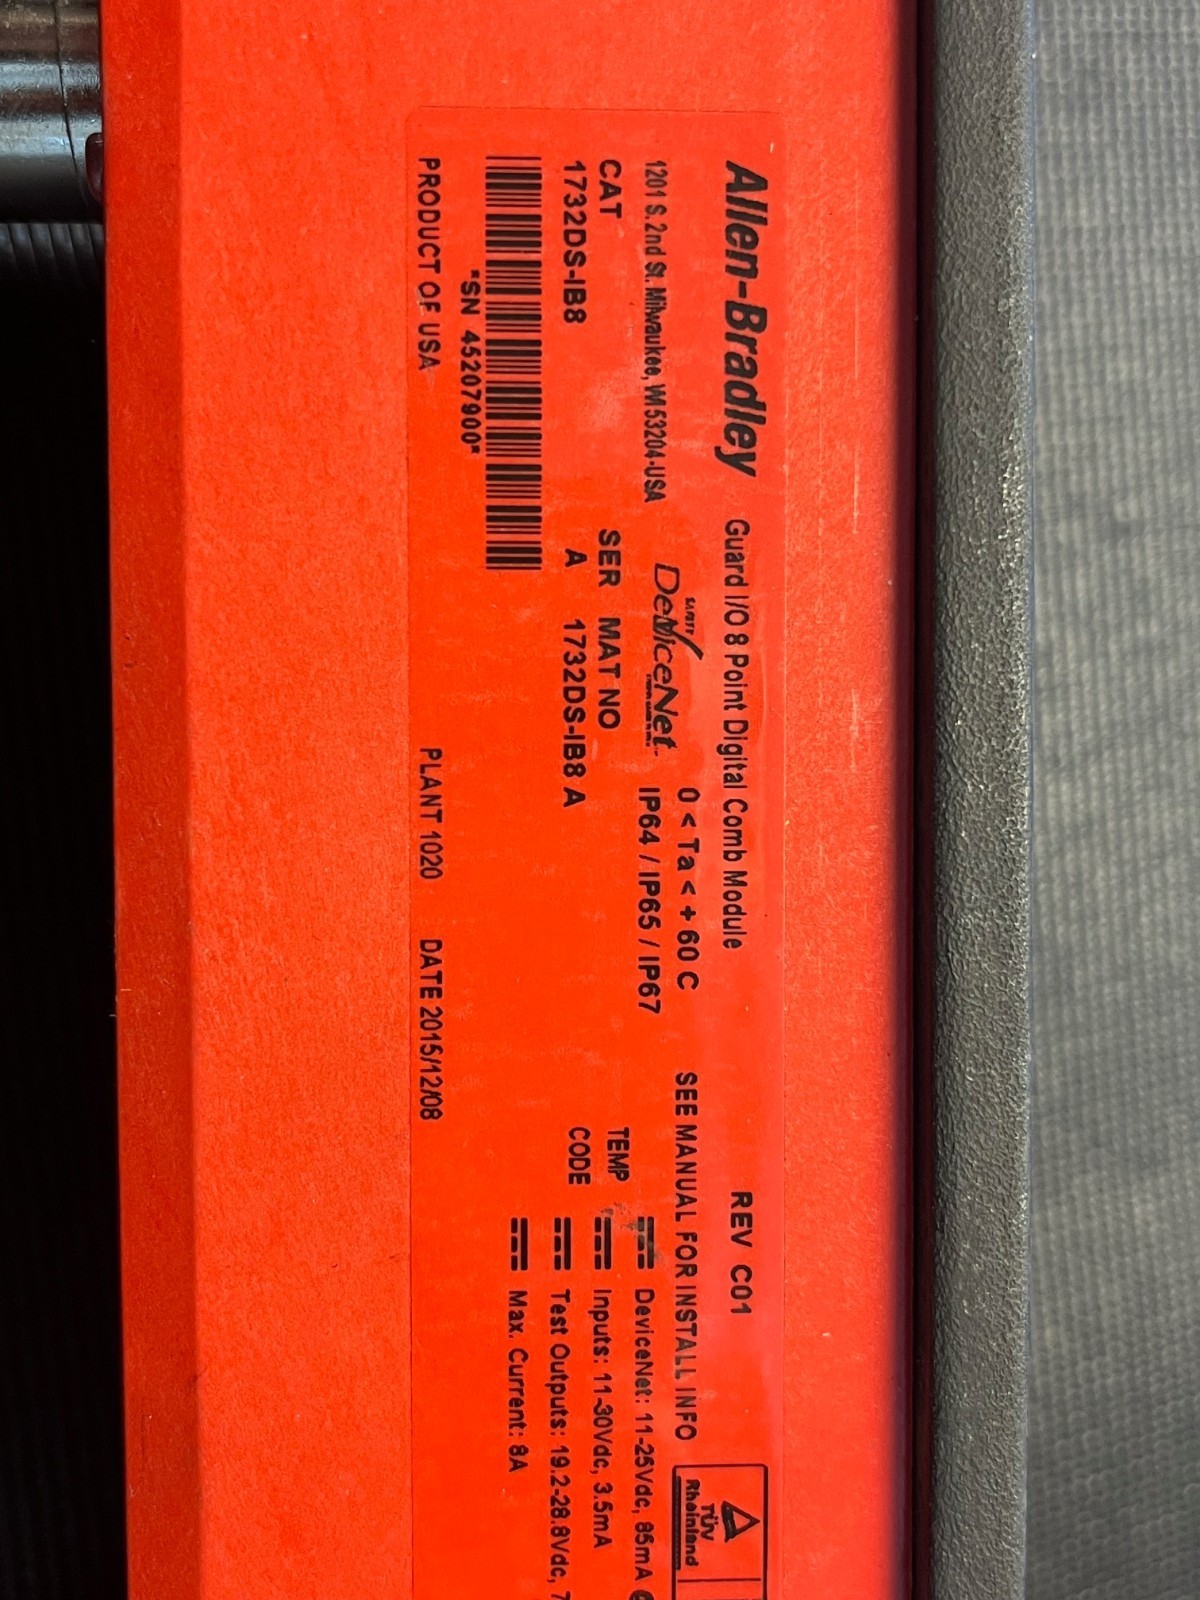 Allen-Bradley Guard I/O 8 Point Digital Comb Module REV C01
1201 S. 2nd St. Milwaukee, WI 53204-USA
SAFETY
DeviceNet
0 < Ta < + 60 C
IP64 / IP65 / IP67
SEE MANUAL FOR INSTALL INFO
CAT SER MAT NO
1732DS-IB8 A 1732DS-IB8 A
*SN 45207900*
PRODUCT OF USA PLANT 1020 DATE 2015/12/08
TEMP
CODE
DeviceNet: 11-25Vdc, 85mA
Inputs: 11-30Vdc, 3.5mA
Test Outputs: 19.2-28.8Vdc, 7
Max. Current: 8A
TÜV
Rheinland